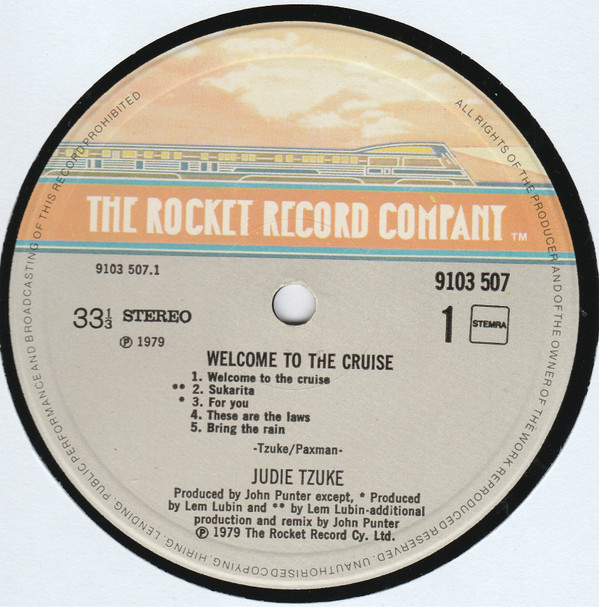 THE ROCKET RECORD COMPANY ™
9103 507.1
9103 507
33⅓ STEREO
1
STEMRA
℗ 1979
WELCOME TO THE CRUISE
1. Welcome to the cruise
** 2. Sukarita
* 3. For you
4. These are the laws
5. Bring the rain
-Tzuke/Paxman-
JUDIE TZUKE
Produced by John Punter except, * Produced
by Lem Lubin and ** by Lem Lubin-additional
production and remix by John Punter
℗ 1979 The Rocket Record Cy. Ltd.
ALL RIGHTS OF THE PRODUCER AND OF THE OWNER OF THE WORK REPRODUCED RESERVED. UNAUTHORISED COPYING, HIRING, LENDING, PUBLIC PERFORMANCE AND BROADCASTING OF THIS RECORD PROHIBITED